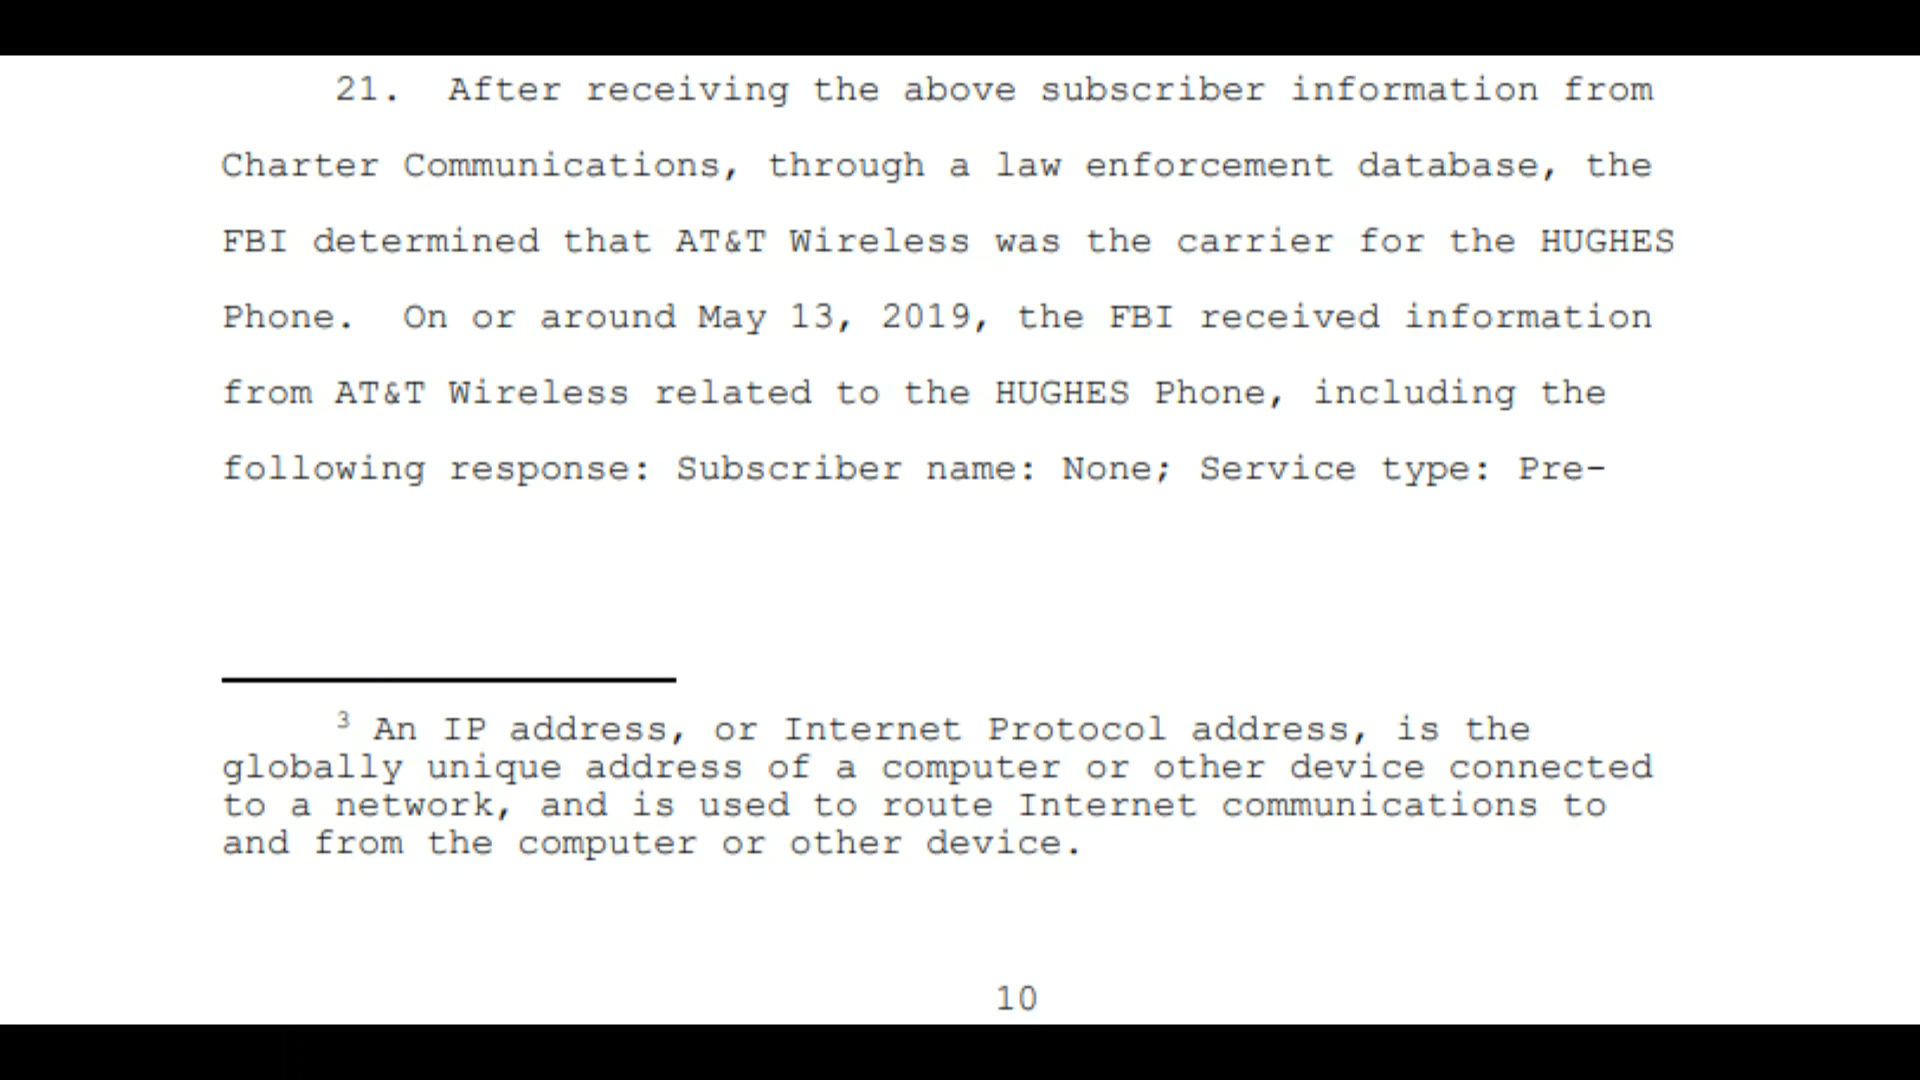 21.  After receiving the above subscriber information from
Charter Communications, through a law enforcement database, the
FBI determined that AT&T Wireless was the carrier for the HUGHES
Phone.  On or around May 13, 2019, the FBI received information
from AT&T Wireless related to the HUGHES Phone, including the
following response: Subscriber name: None; Service type: Pre-
3 An IP address, or Internet Protocol address, is the
globally unique address of a computer or other device connected
to a network, and is used to route Internet communications to
and from the computer or other device.
10